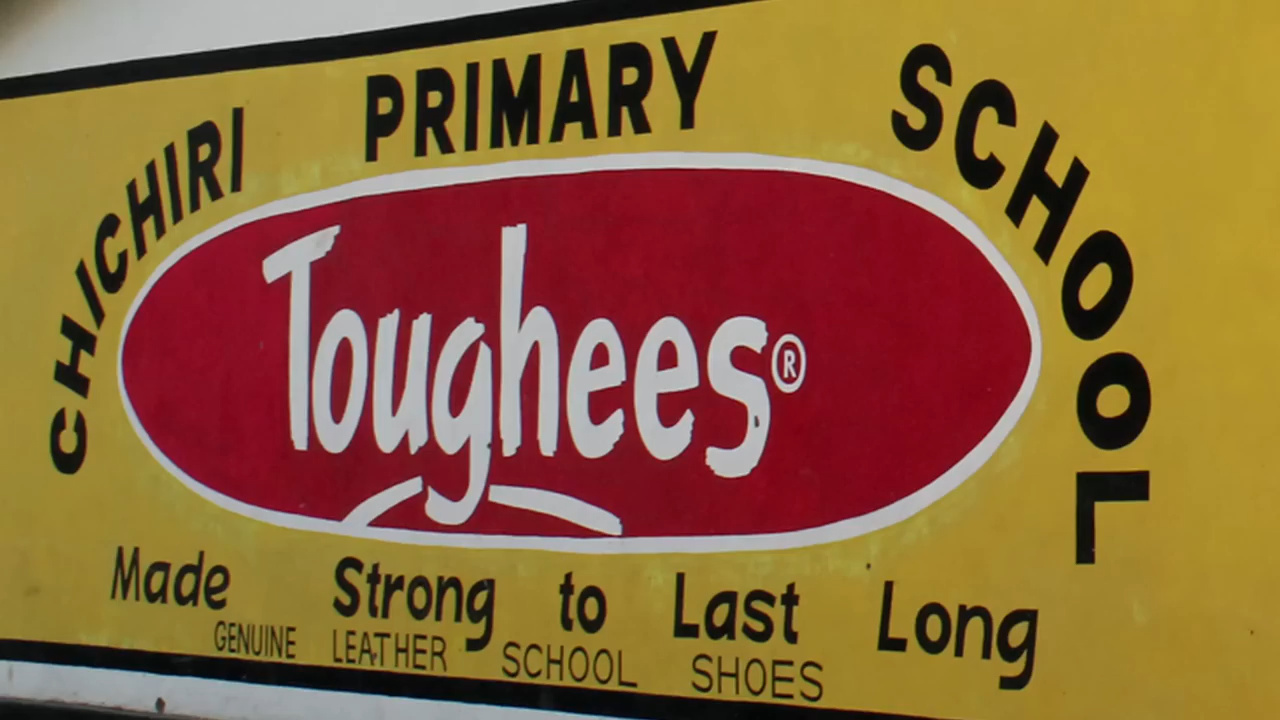 CHICHIRI PRIMARY SCHOOL
Toughees®
Made Strong to Last Long
GENUINE LEATHER SCHOOL SHOES